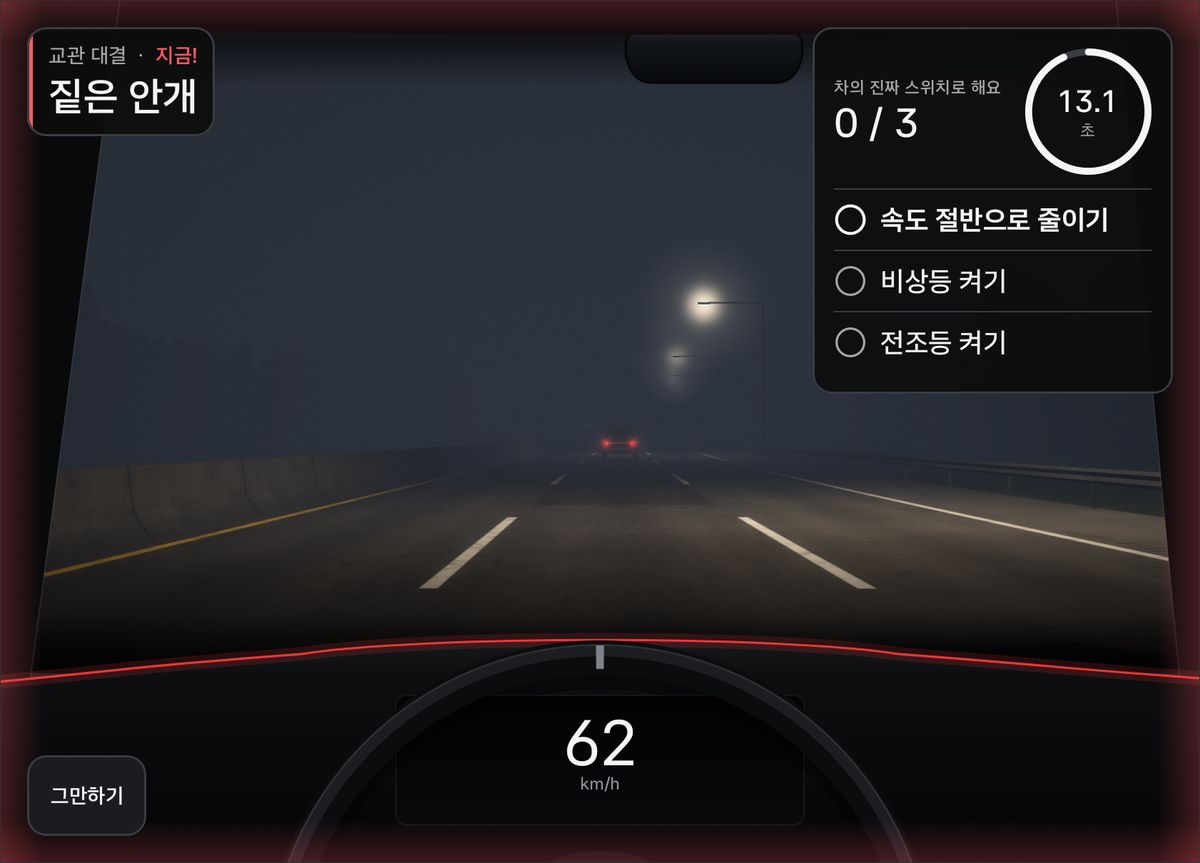 교관 대결 · 지금!
짙은 안개
차의 진짜 스위치로 해요
0 / 3
13.1
초
속도 절반으로 줄이기
비상등 켜기
전조등 켜기
62
km/h
그만하기